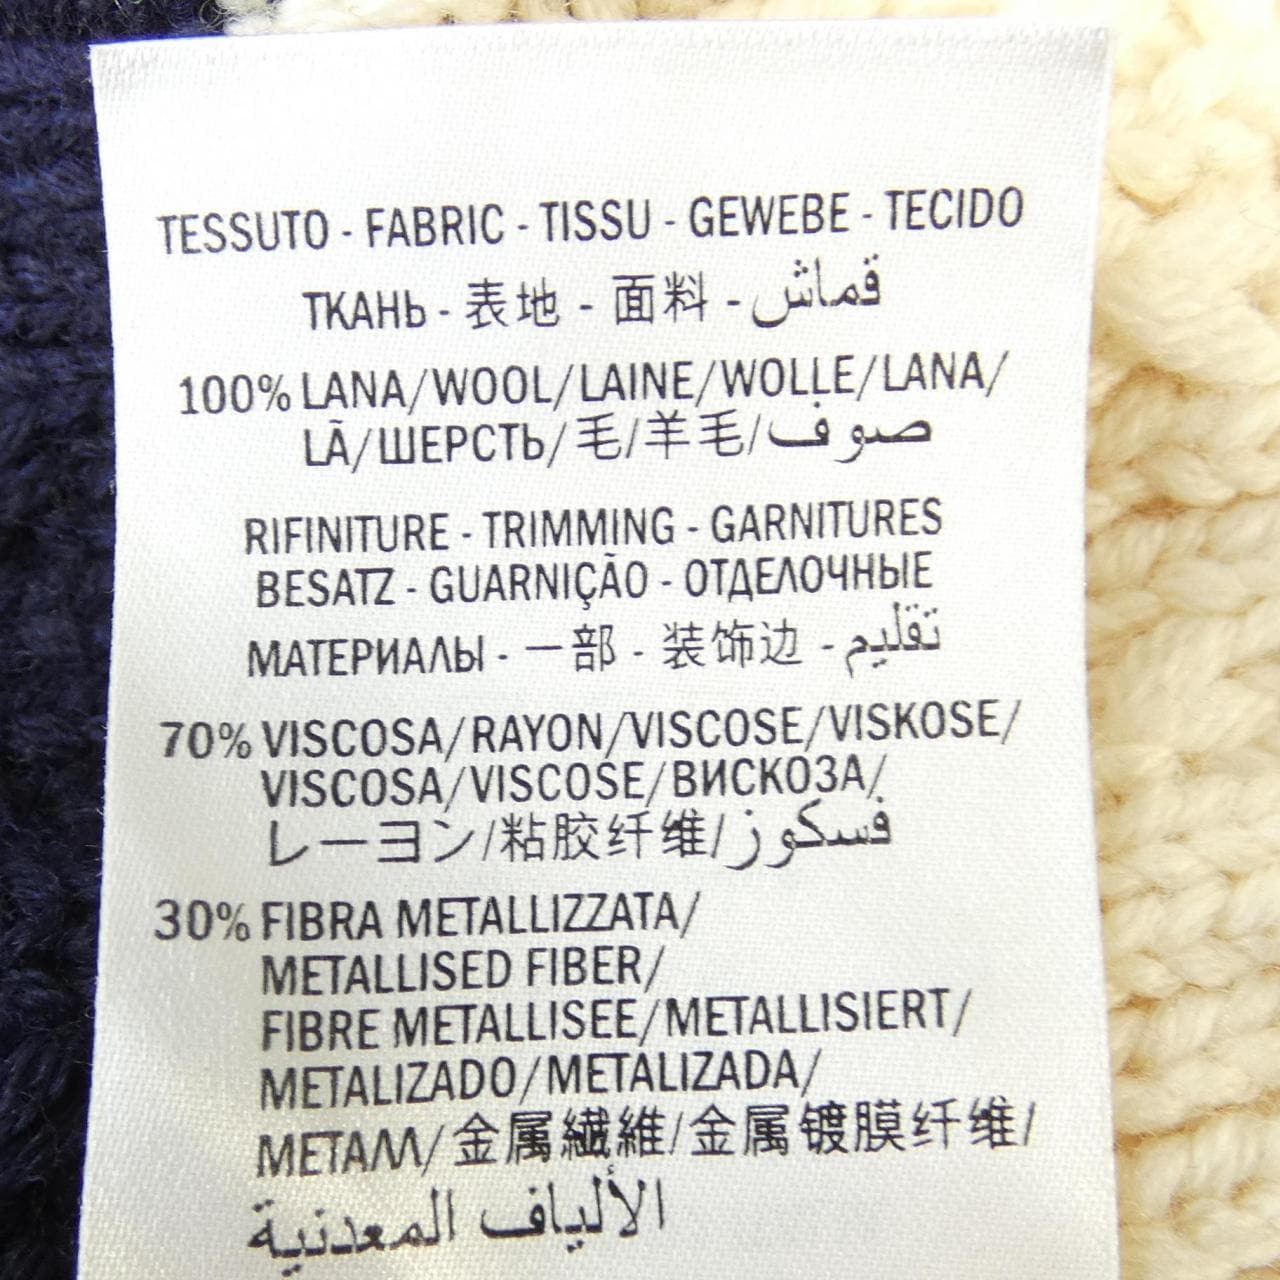 TESSUTO - FABRIC - TISSU - GEWEBE - TECIDO
ТКАНЬ - 表地 - 面料 - قماش
100% LANA/WOOL/LAINE/WOLLE/LANA/
LÃ/ШЕРСТЬ/毛/羊毛/صوف
RIFINITURE - TRIMMING - GARNITURES
BESATZ - GUARNIÇÃO - ОТДЕЛОЧНЫЕ
МАТЕРИАЛЫ - 一部 - 装饰边 - تقليم
70% VISCOSA/RAYON/VISCOSE/VISKOSE/
VISCOSA/VISCOSE/ВИСКОЗА/
レーヨン/粘胶纤维/فسكوز
30% FIBRA METALLIZZATA/
METALLISED FIBER/
FIBRE METALLISEE/METALLISIERT/
METALIZADO/METALIZADA/
МЕТАЛЛ/金属繊維/金属镀膜纤维/
الألياف المعدنية